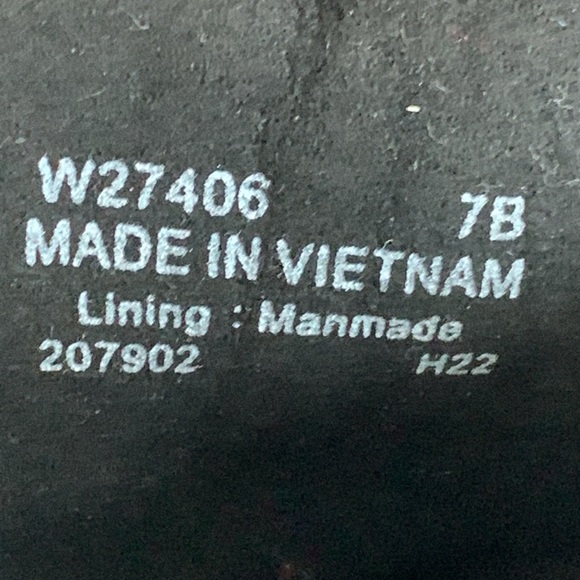 W27406 7B
MADE IN VIETNAM
Lining : Manmade
207902 H22